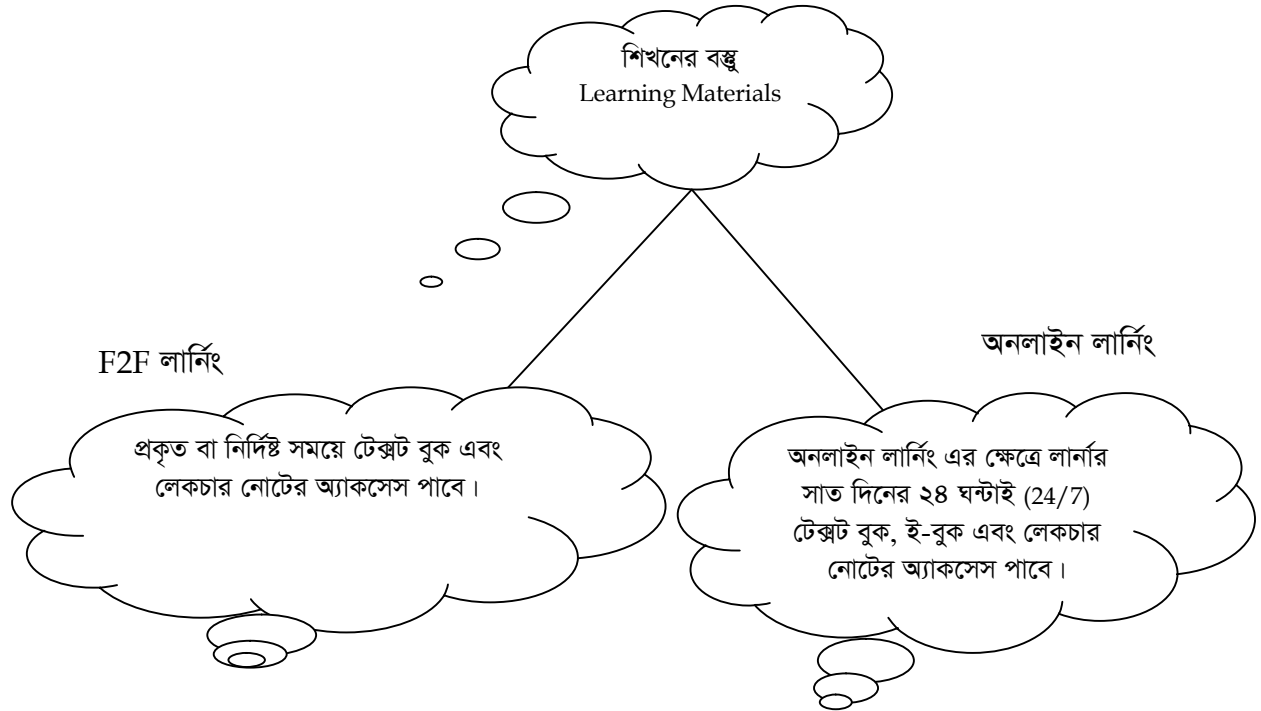 শিখনের বস্তু
Learning Materials
F2F লার্নিং
অনলাইন লার্নিং
প্রকৃত বা নির্দিষ্ট সময়ে টেক্সট বুক এবং
লেকচার নোটের অ্যাকসেস পাবে।
অনলাইন লার্নিং এর ক্ষেত্রে লার্নার
সাত দিনের ২৪ ঘন্টাই (24/7)
টেক্সট বুক, ই-বুক এবং লেকচার
নোটের অ্যাকসেস পাবে।